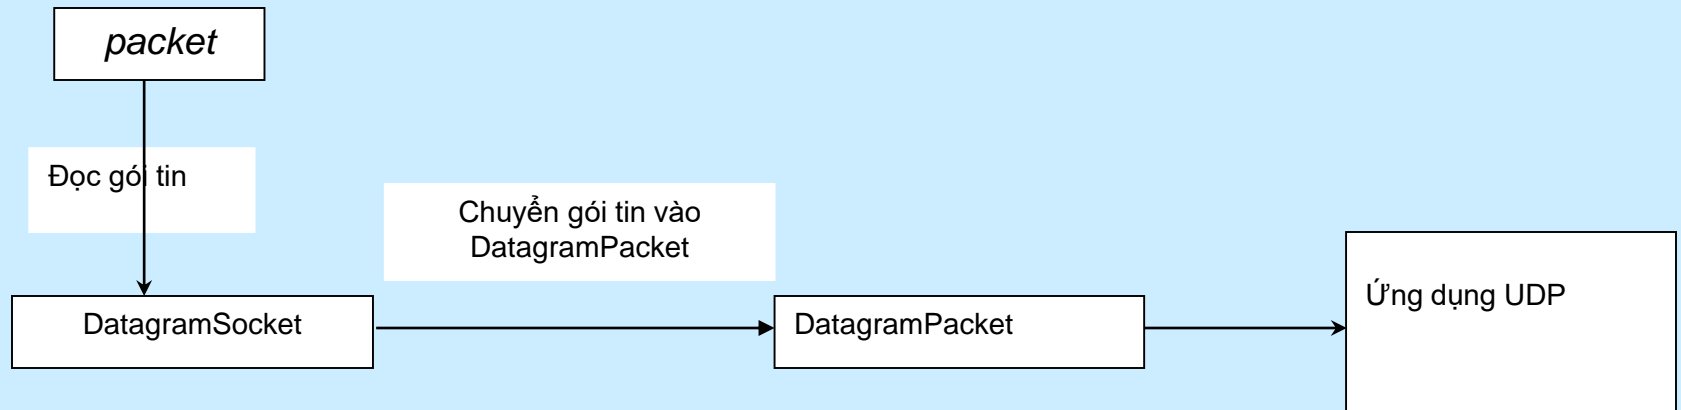 packet
Đọc gói tin
Chuyển gói tin vào
DatagramPacket
DatagramSocket
DatagramPacket
Ứng dụng UDP